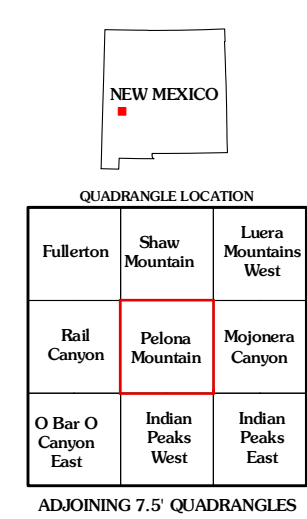 NEW MEXICO
QUADRANGLE LOCATION
Fullerton
Shaw
Mountain
Luera
Mountains
West
Rail
Canyon
Pelona
Mountain
Mojonera
Canyon
O Bar O
Canyon
East
Indian
Peaks
West
Indian
Peaks
East
ADJOINING 7.5' QUADRANGLES